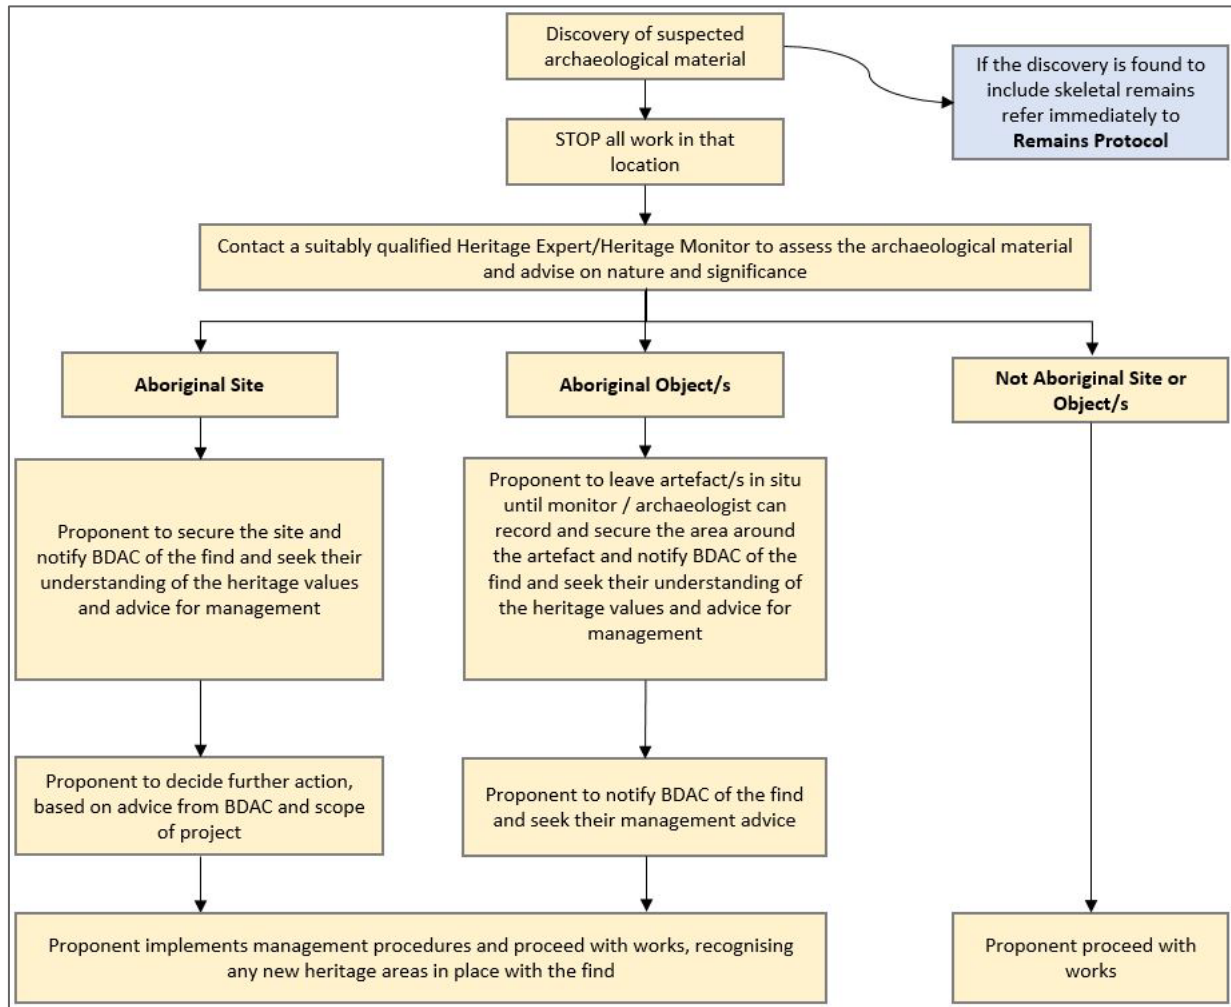 Discovery of suspected
archaeological material
If the discovery is found to
include skeletal remains
refer immediately to
Remains Protocol
STOP all work in that
location
Contact a suitably qualified Heritage Expert/Heritage Monitor to assess the archaeological material
and advise on nature and significance
Aboriginal Site
Aboriginal Object/s
Not Aboriginal Site or
Object/s
Proponent to secure the site and
notify BDAC of the find and seek their
understanding of the heritage values
and advice for management
Proponent to leave artefact/s in situ
until monitor / archaeologist can
record and secure the area around
the artefact and notify BDAC of the
find and seek their understanding of
the heritage values and advice for
management
Proponent to decide further action,
based on advice from BDAC and scope
of project
Proponent to notify BDAC of the find
and seek their management advice
Proponent implements management procedures and proceed with works, recognising
any new heritage areas in place with the find
Proponent proceed with
works